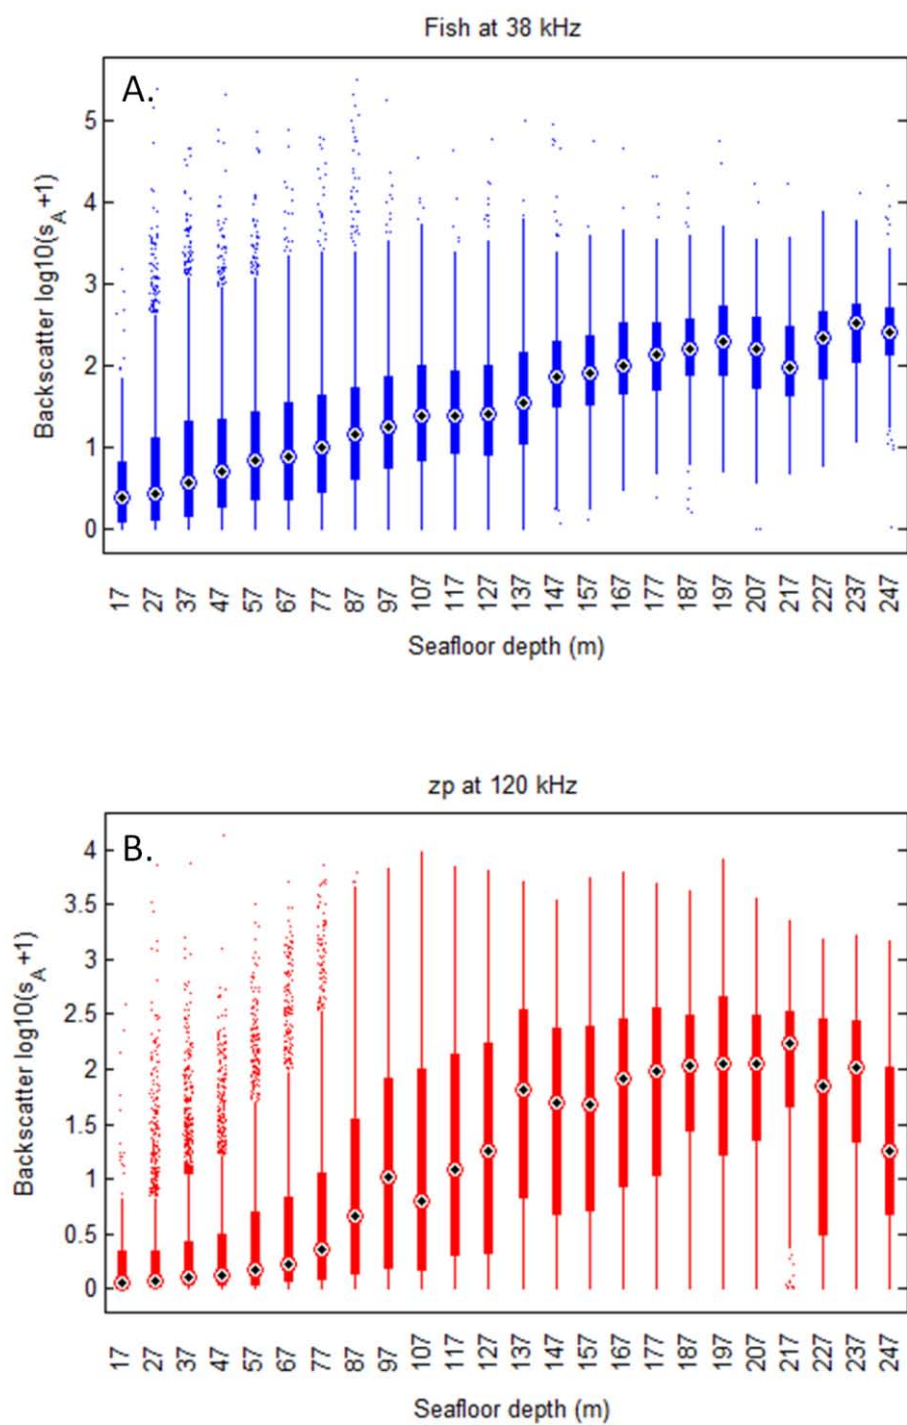 Fish at 38 kHz
A.
5
4
3
2
1
0
Backscatter log10(s_A +1)
17 27 37 47 57 67 77 87 97 107 117 127 137 147 157 167 177 187 197 207 217 227 237 247
Seafloor depth (m)
zp at 120 kHz
B.
4
3.5
3
2.5
2
1.5
1
0.5
0
Backscatter log10(s_A +1)
17 27 37 47 57 67 77 87 97 107 117 127 137 147 157 167 177 187 197 207 217 227 237 247
Seafloor depth (m)